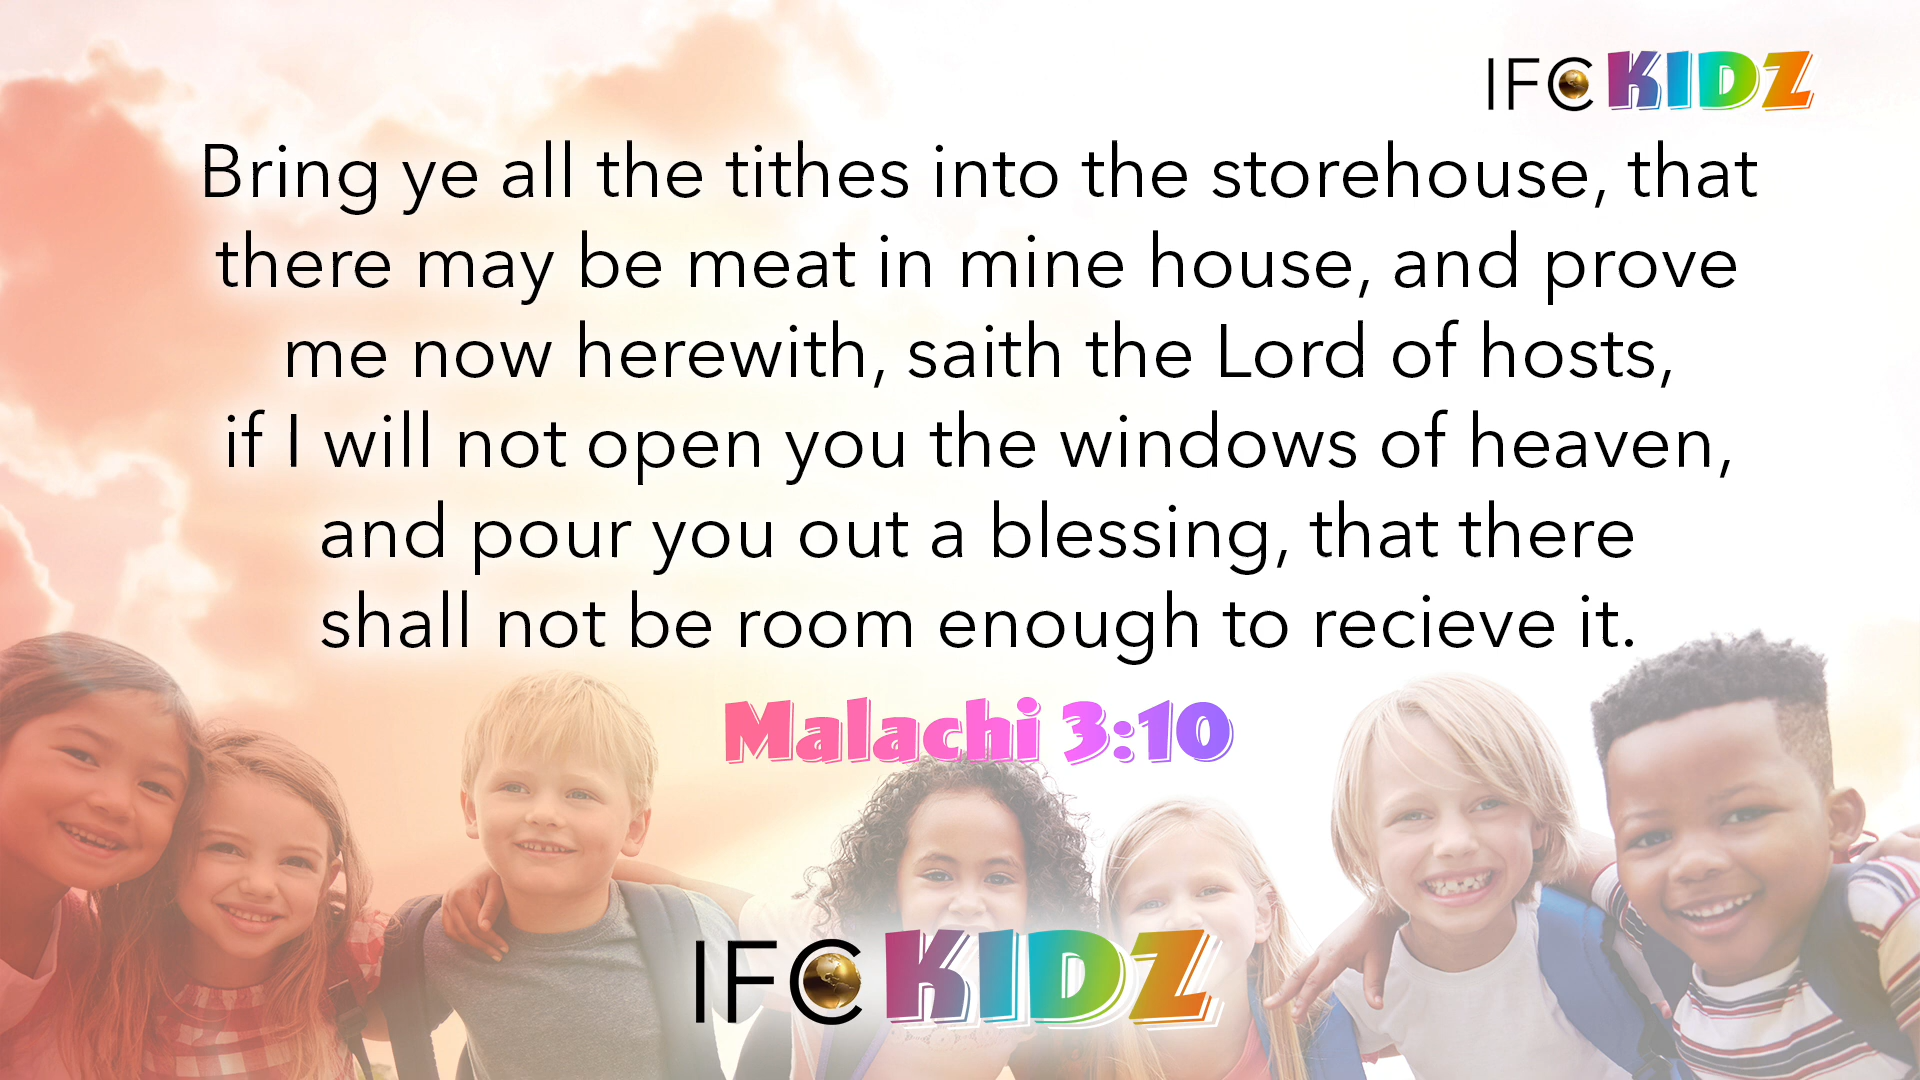 IFC KIDZ
Bring ye all the tithes into the storehouse, that
there may be meat in mine house, and prove
me now herewith, saith the Lord of hosts,
if I will not open you the windows of heaven,
and pour you out a blessing, that there
shall not be room enough to recieve it.
Malachi 3:10
IFC KIDZ